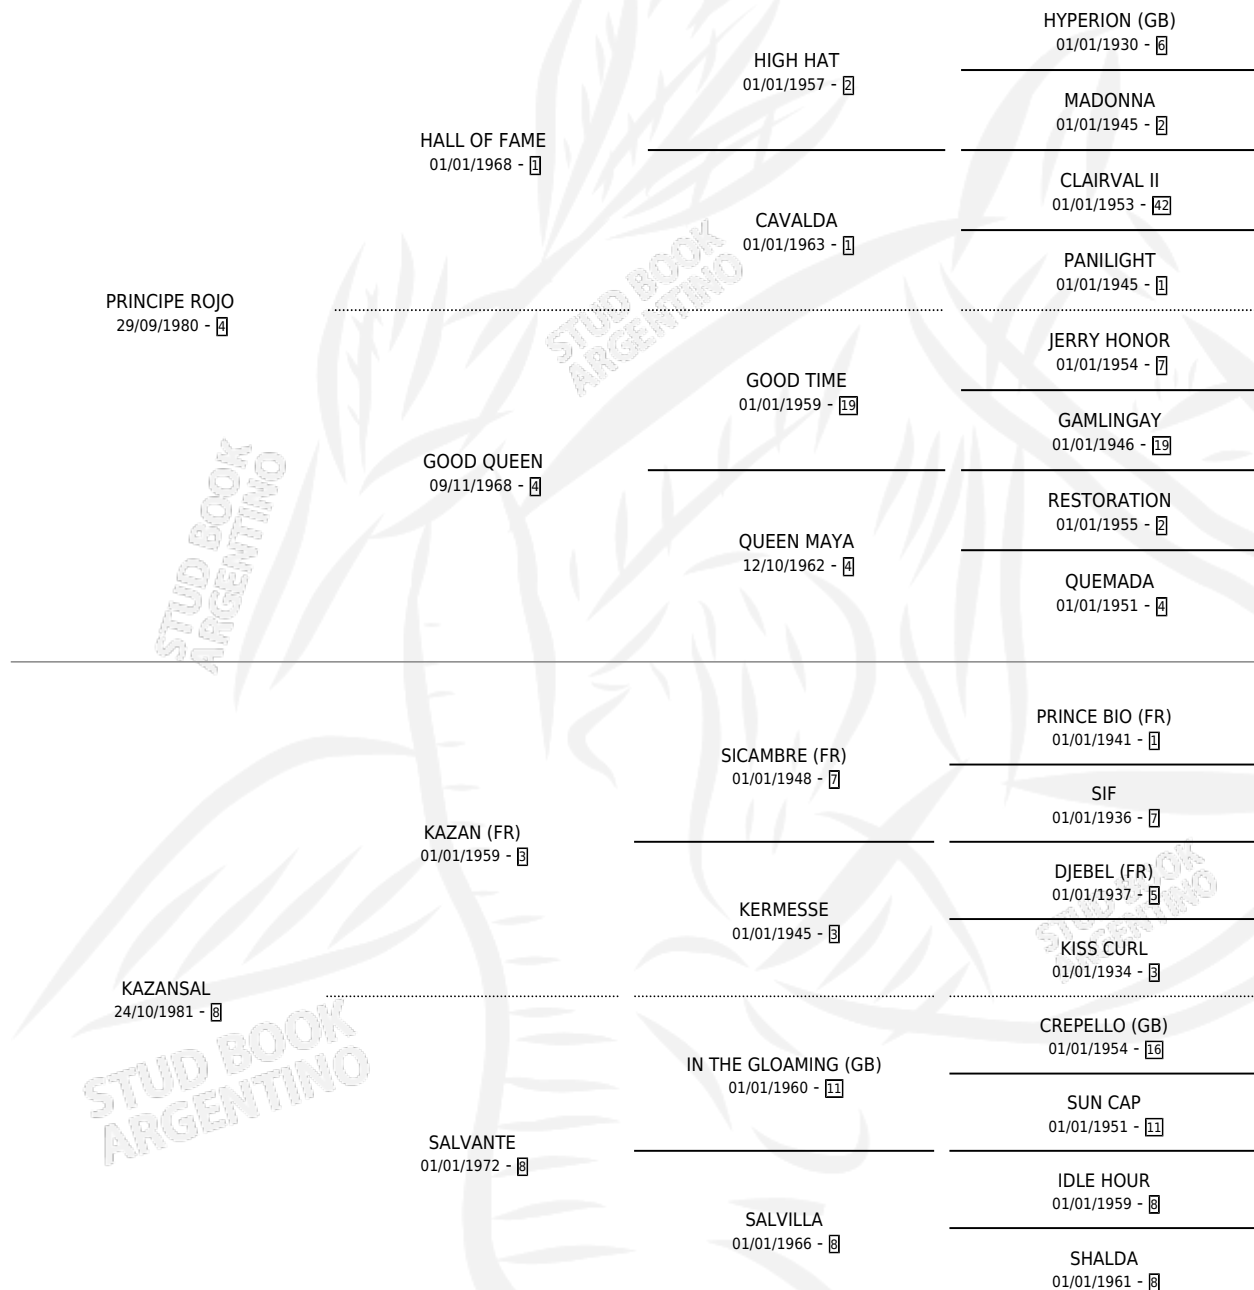 HYPERION (GB)
01/01/1930 - 6
HIGH HAT
01/01/1957 - 2
MADONNA
01/01/1945 - 2
HALL OF FAME
01/01/1968 - 1
CLAIRVAL II
01/01/1953 - 42
CAVALDA
01/01/1963 - 1
PANILIGHT
01/01/1945 - 1
PRINCIPE ROJO
29/09/1980 - 4
JERRY HONOR
01/01/1954 - 7
GOOD TIME
01/01/1959 - 19
GAMLINGAY
01/01/1946 - 19
GOOD QUEEN
09/11/1968 - 4
RESTORATION
01/01/1955 - 2
QUEEN MAYA
12/10/1962 - 4
QUEMADA
01/01/1951 - 4
PRINCE BIO (FR)
01/01/1941 - 1
SICAMBRE (FR)
01/01/1948 - 7
SIF
01/01/1936 - 7
KAZAN (FR)
01/01/1959 - 3
DJEBEL (FR)
01/01/1937 - 5
KERMESSE
01/01/1945 - 3
KISS CURL
01/01/1934 - 3
KAZANSAL
24/10/1981 - 8
CREPELLO (GB)
01/01/1954 - 16
IN THE GLOAMING (GB)
01/01/1960 - 11
SUN CAP
01/01/1951 - 11
SALVANTE
01/01/1972 - 8
IDLE HOUR
01/01/1959 - 8
SALVILLA
01/01/1966 - 8
SHALDA
01/01/1961 - 8
STUD BOOK
ARGENTINO
STUD BOOK
ARGENTINO
STUD BOOK
ARGENTINO
STUD BOOK
ARGENTINO